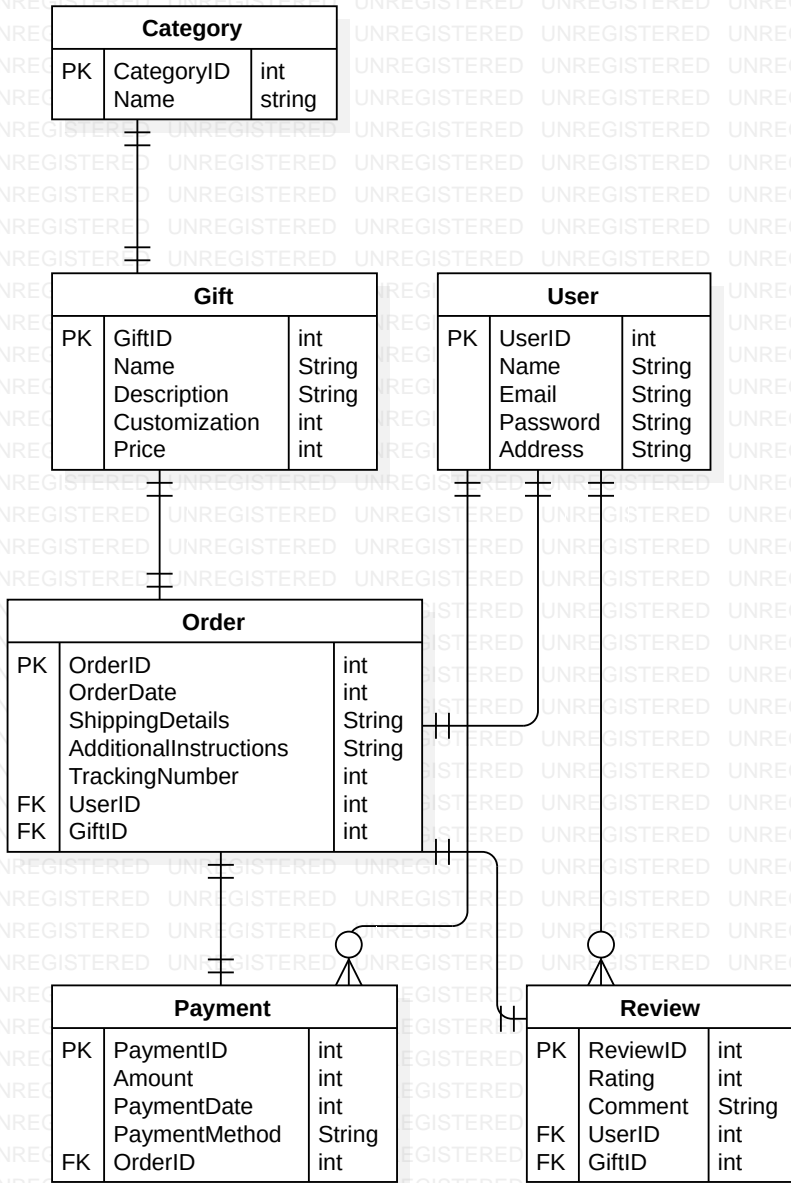 Category
PK CategoryID int
Name string
Gift
PK GiftID int
Name String
Description String
Customization int
Price int
User
PK UserID int
Name String
Email String
Password String
Address String
Order
PK OrderID int
OrderDate int
ShippingDetails String
AdditionalInstructions String
TrackingNumber int
FK UserID int
FK GiftID int
Payment
PK PaymentID int
Amount int
PaymentDate int
PaymentMethod String
FK OrderID int
Review
PK ReviewID int
Rating int
Comment String
FK UserID int
FK GiftID int
UNREGISTERED